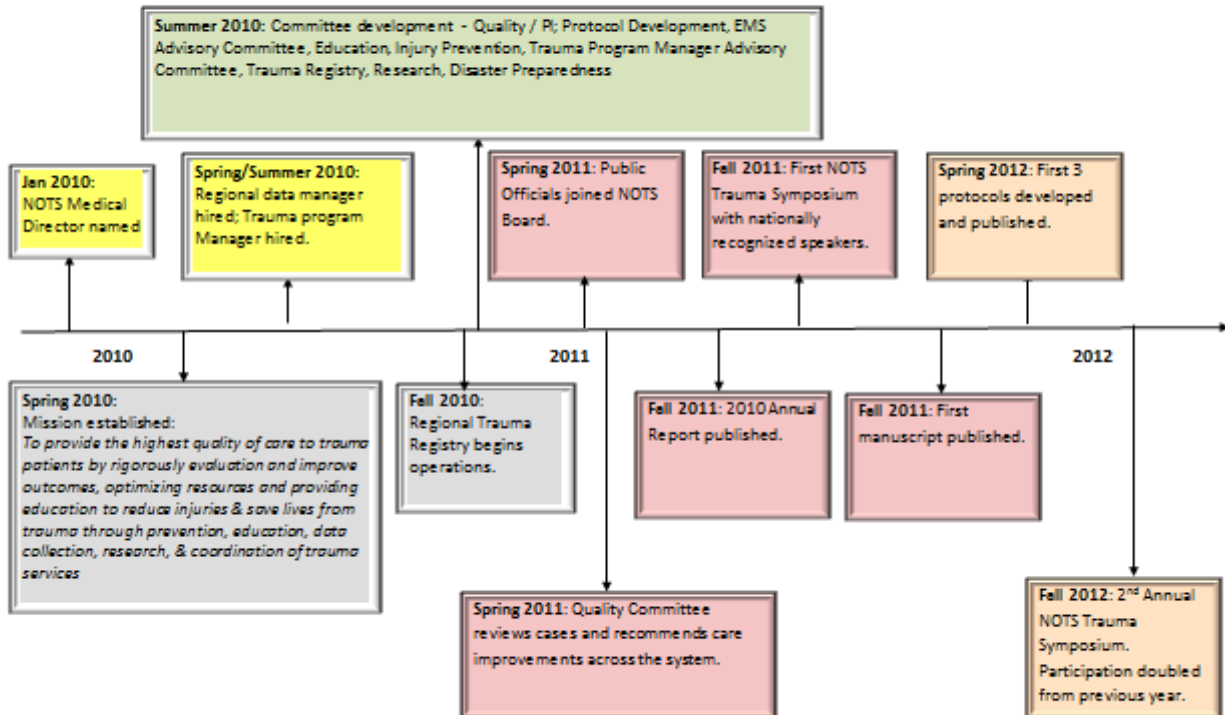 Summer 2010: Committee development - Quality / PI; Protocol Development, EMS
Advisory Committee, Education, Injury Prevention, Trauma Program Manager Advisory
Committee, Trauma Registry, Research, Disaster Preparedness
Jan 2010:
NOTS Medical
Director named
Spring/Summer 2010:
Regional data manager
hired; Trauma program
Manager hired.
Spring 2011: Public
Officials joined NOTS
Board.
Fall 2011: First NOTS
Trauma Symposium
with nationally
recognized speakers.
Spring 2012: First 3
protocols developed
and published.
2010
2011
2012
Spring 2010:
Mission established:
To provide the highest quality of care to trauma
patients by rigorously evaluation and improve
outcomes, optimizing resources and providing
education to reduce injuries & save lives from
trauma through prevention, education, data
collection, research, & coordination of trauma
services
Fall 2010:
Regional Trauma
Registry begins
operations.
Fall 2011: 2010 Annual
Report published.
Fall 2011: First
manuscript published.
Spring 2011: Quality Committee
reviews cases and recommends care
improvements across the system.
Fall 2012: 2nd Annual
NOTS Trauma
Symposium.
Participation doubled
from previous year.